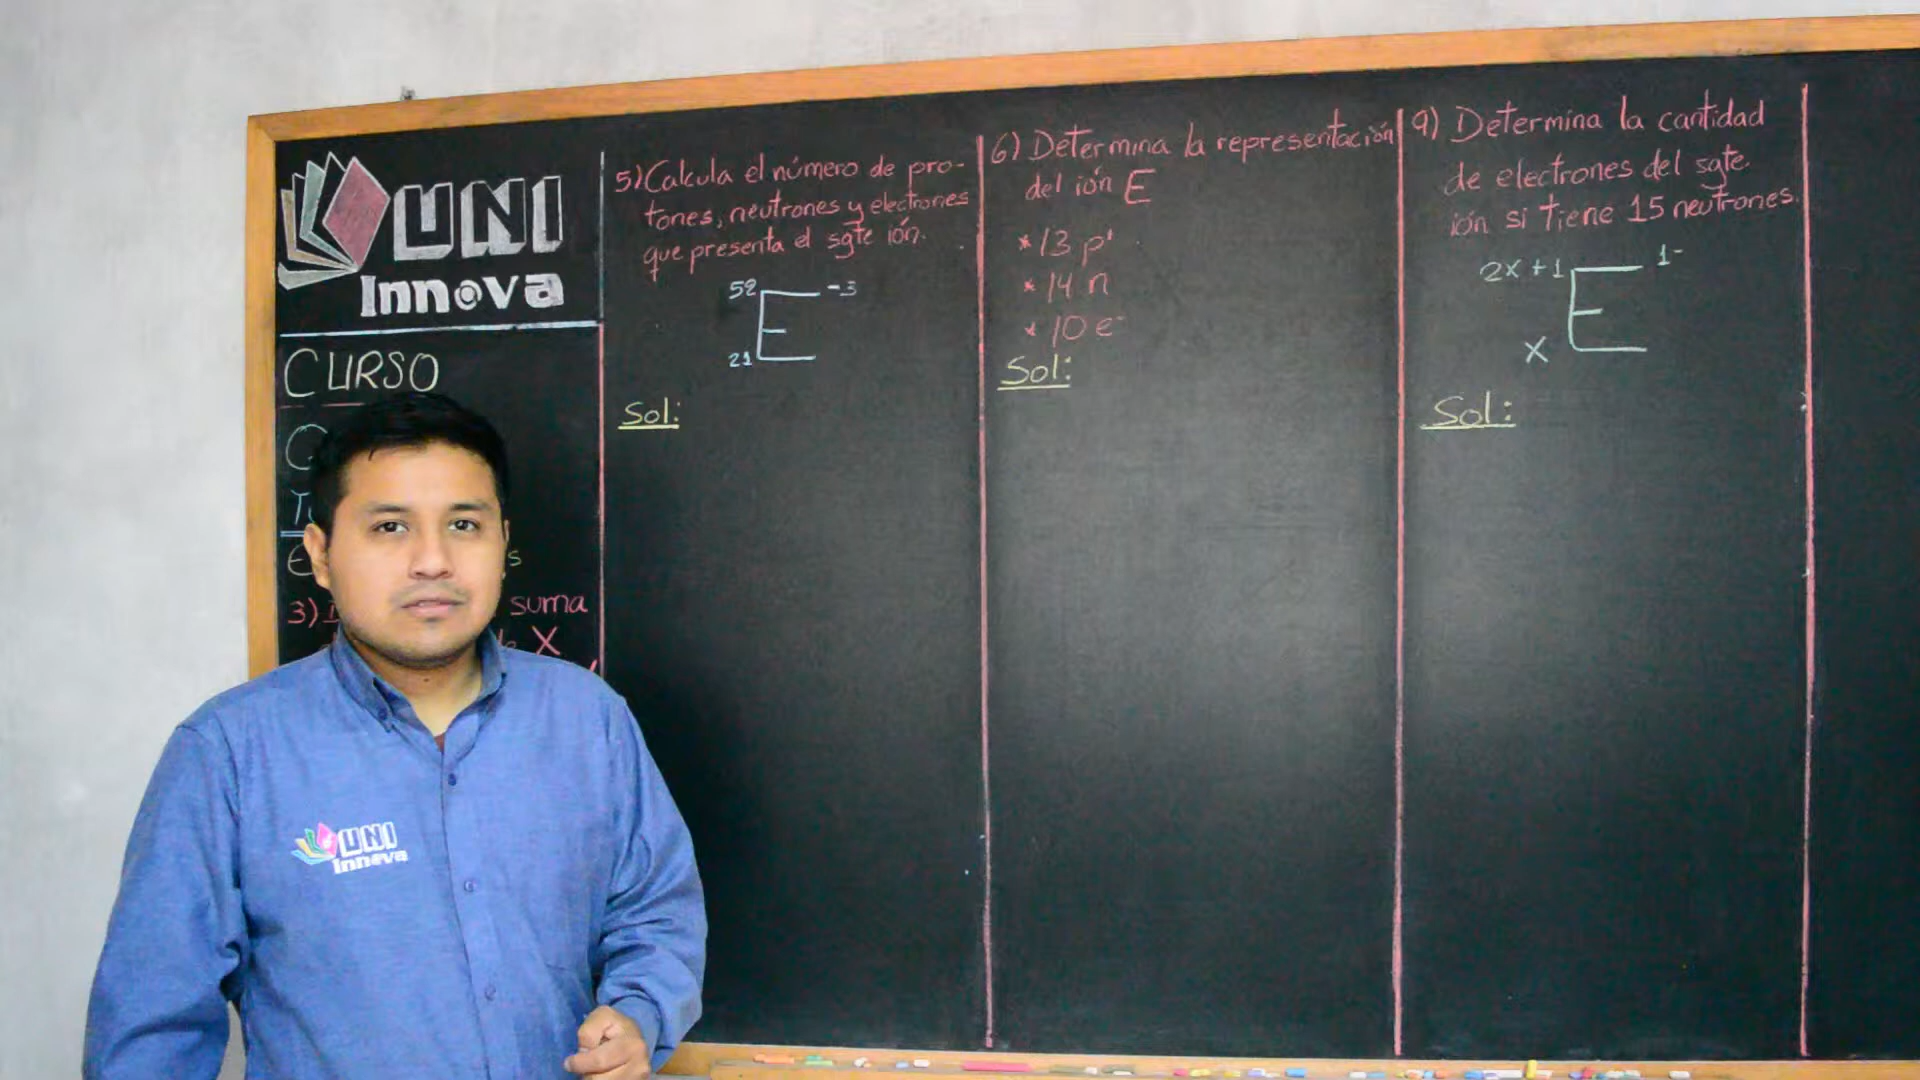 UNI
Innova
CURSO
3)
suma
X
5) Calcula el número de pro-
tones, neutrones y electrones
que presenta el sgte ión.
52 -3
E
21
Sol:
6) Determina la representación
del ión E
* 13 p⁺
* 14 n
* 10 e⁻
Sol:
9) Determina la cantidad
de electrones del sgte.
ión si tiene 15 neutrones.
2x + 1 1-
E
x
Sol:
UNI
Innova